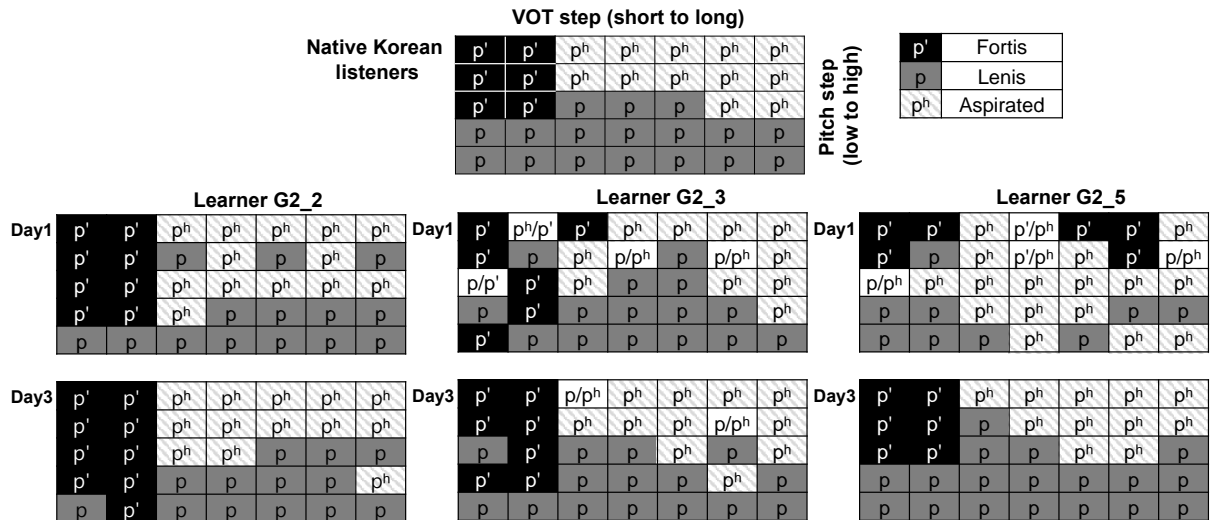 VOT step (short to long)
Native Korean
listeners
p' p' pʰ pʰ pʰ pʰ pʰ
p' p' pʰ pʰ pʰ pʰ pʰ
p' p' p p p pʰ pʰ
p p p p p p p
p p p p p p p
Pitch step
(low to high)
p' Fortis
p Lenis
pʰ Aspirated
Learner G2_2
Day1
p' p' pʰ pʰ pʰ pʰ pʰ
p' p' p pʰ p pʰ p
p' p' pʰ pʰ pʰ pʰ pʰ
p' p' pʰ p p p p
p p p p p p p
Day3
p' p' pʰ pʰ pʰ pʰ pʰ
p' p' pʰ pʰ pʰ pʰ pʰ
p' p' pʰ pʰ p p p
p' p' p p p p pʰ
p p' p p p p p
Learner G2_3
Day1
p' pʰ/p' p' pʰ pʰ pʰ pʰ
p' p pʰ p/pʰ p p/pʰ pʰ
p/p' p' pʰ p p pʰ pʰ
p p' p p p p pʰ
p' p p p p p p
Day3
p' p' p/pʰ pʰ pʰ pʰ pʰ
p' p' pʰ pʰ pʰ p/pʰ pʰ
p p' p p pʰ p pʰ
p' p' p p p pʰ p
p p p p p p p
Learner G2_5
Day1
p' p' pʰ p'/pʰ p' p' pʰ
p' p pʰ p'/pʰ pʰ p' p/pʰ
p/pʰ pʰ pʰ pʰ pʰ pʰ pʰ
p p pʰ pʰ pʰ p p
p p pʰ pʰ p pʰ pʰ
Day3
p' p' pʰ pʰ pʰ pʰ pʰ
p' p' p pʰ pʰ pʰ pʰ
p' p' p p pʰ pʰ p
p p p p p p p
p p p p p p p